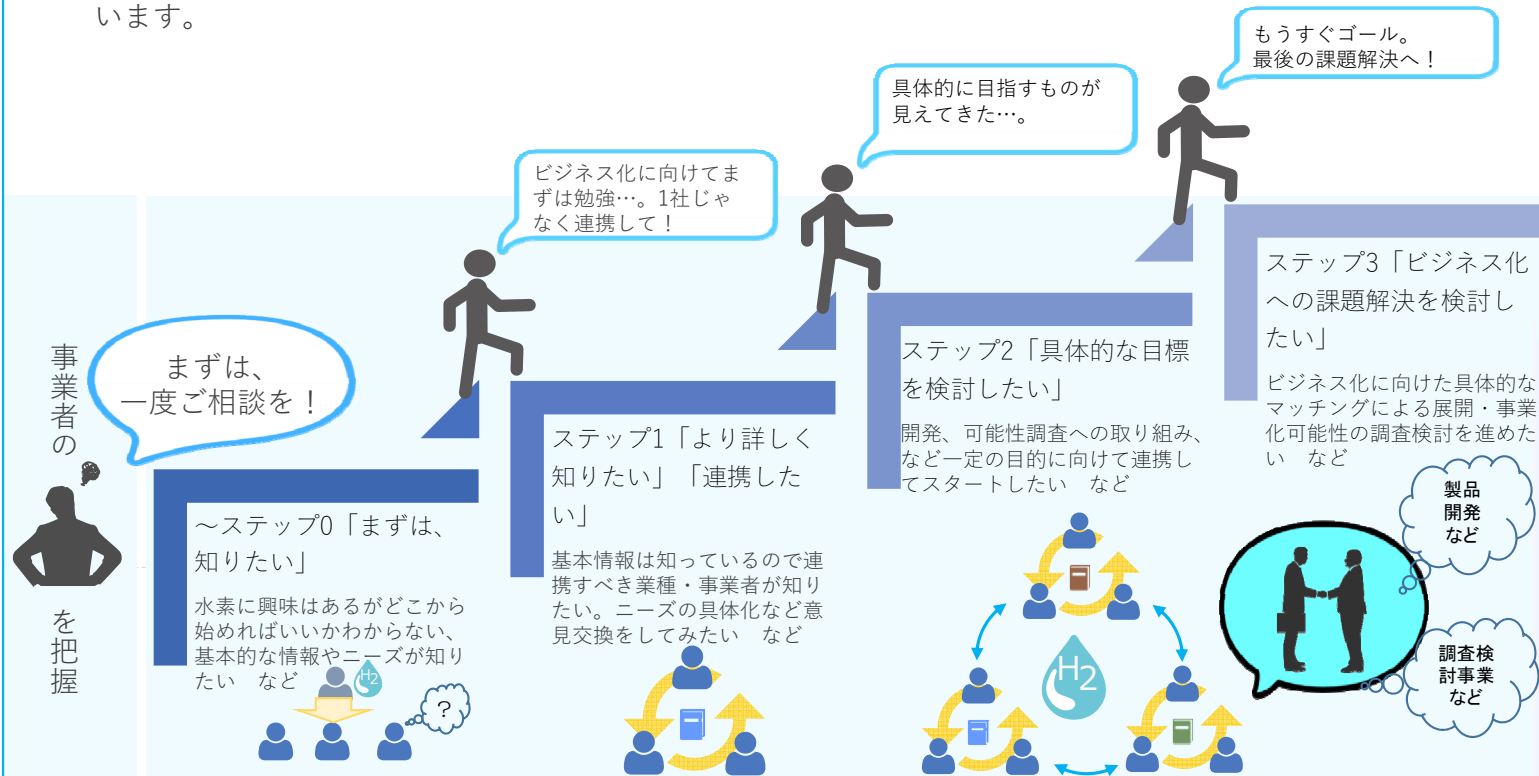 います。
もうすぐゴール。
最後の課題解決へ！
具体的に目指すものが
見えてきた…。
ビジネス化に向けてま
ずは勉強…。1社じゃ
なく連携して！
まずは、
一度ご相談を！
事業者の
を把握
～ステップ0「まずは、
知りたい」
水素に興味はあるがどこから
始めればいいかわからない、
基本的な情報やニーズが知り
たい　など
H2
？
ステップ1「より詳しく
知りたい」「連携した
い」
基本情報は知っているので連
携すべき業種・事業者が知り
たい。ニーズの具体化など意
見交換をしてみたい　など
ステップ2「具体的な目標
を検討したい」
開発、可能性調査への取り組み、
など一定の目的に向けて連携し
てスタートしたい　など
H2
ステップ3「ビジネス化
への課題解決を検討し
たい」
ビジネス化に向けた具体的な
マッチングによる展開・事業
化可能性の調査検討を進めた
い　など
製品
開発
など
調査検
討事業
など